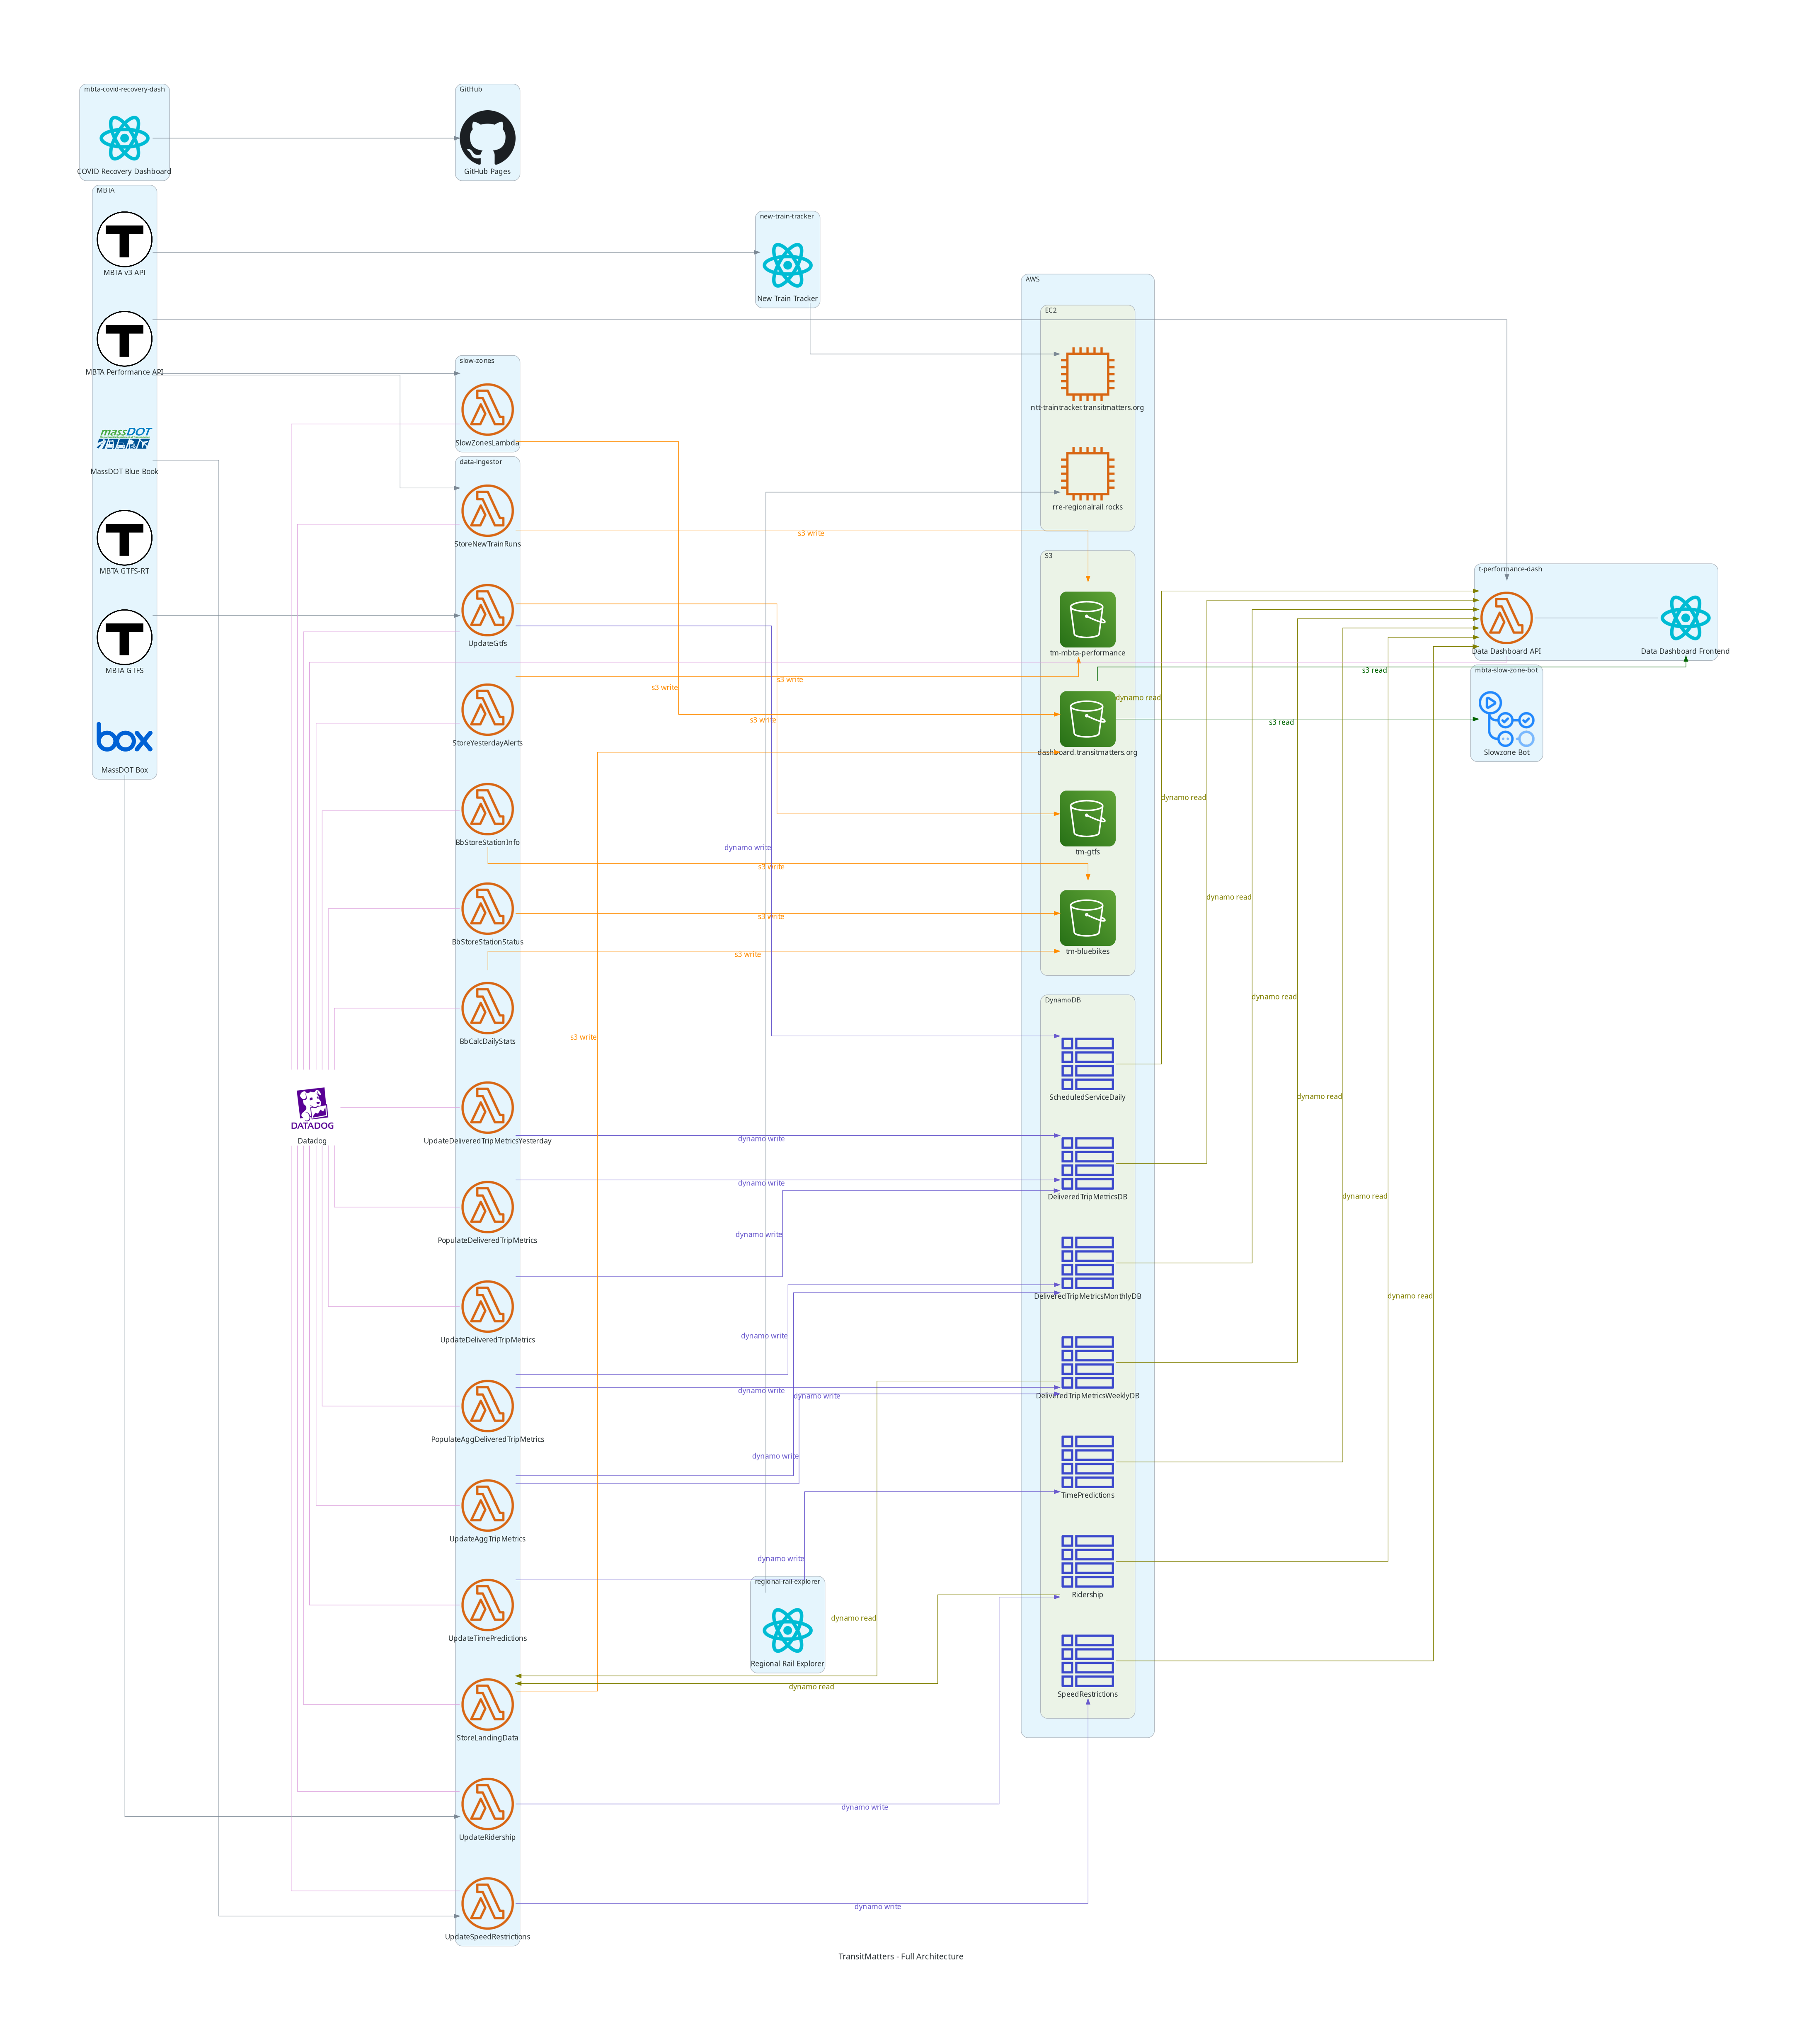 mbta-covid-recovery-dash
COVID Recovery Dashboard
GitHub
GitHub Pages
MBTA
T
MBTA v3 API
T
MBTA Performance API
massDOT
MassDOT Blue Book
T
MBTA GTFS-RT
T
MBTA GTFS
box
MassDOT Box
DATADOG
Datadog
slow-zones
SlowZonesLambda
data-ingestor
StoreNewTrainRuns
UpdateGtfs
StoreYesterdayAlerts
BbStoreStationInfo
BbStoreStationStatus
BbCalcDailyStats
UpdateDeliveredTripMetricsYesterday
PopulateDeliveredTripMetrics
UpdateDeliveredTripMetrics
PopulateAggDeliveredTripMetrics
UpdateAggTripMetrics
UpdateTimePredictions
StoreLandingData
UpdateRidership
UpdateSpeedRestrictions
new-train-tracker
New Train Tracker
s3 write
s3 write
s3 write
s3 write
dynamo write
s3 write
s3 write
s3 write
s3 write
dynamo write
dynamo write
dynamo write
dynamo write
dynamo write
dynamo write
dynamo write
dynamo write
regional-rail-explorer
Regional Rail Explorer
dynamo read
dynamo read
dynamo write
dynamo write
AWS
EC2
ntt-traintracker.transitmatters.org
rre-regionalrail.rocks
S3
tm-mbta-performance
dashboard.transitmatters.org
tm-gtfs
tm-bluebikes
DynamoDB
ScheduledServiceDaily
DeliveredTripMetricsDB
DeliveredTripMetricsMonthlyDB
DeliveredTripMetricsWeeklyDB
TimePredictions
Ridership
SpeedRestrictions
dynamo read
dynamo read
dynamo read
dynamo read
dynamo read
dynamo read
dynamo read
s3 read
s3 read
t-performance-dash
Data Dashboard API
Data Dashboard Frontend
mbta-slow-zone-bot
Slowzone Bot
TransitMatters - Full Architecture